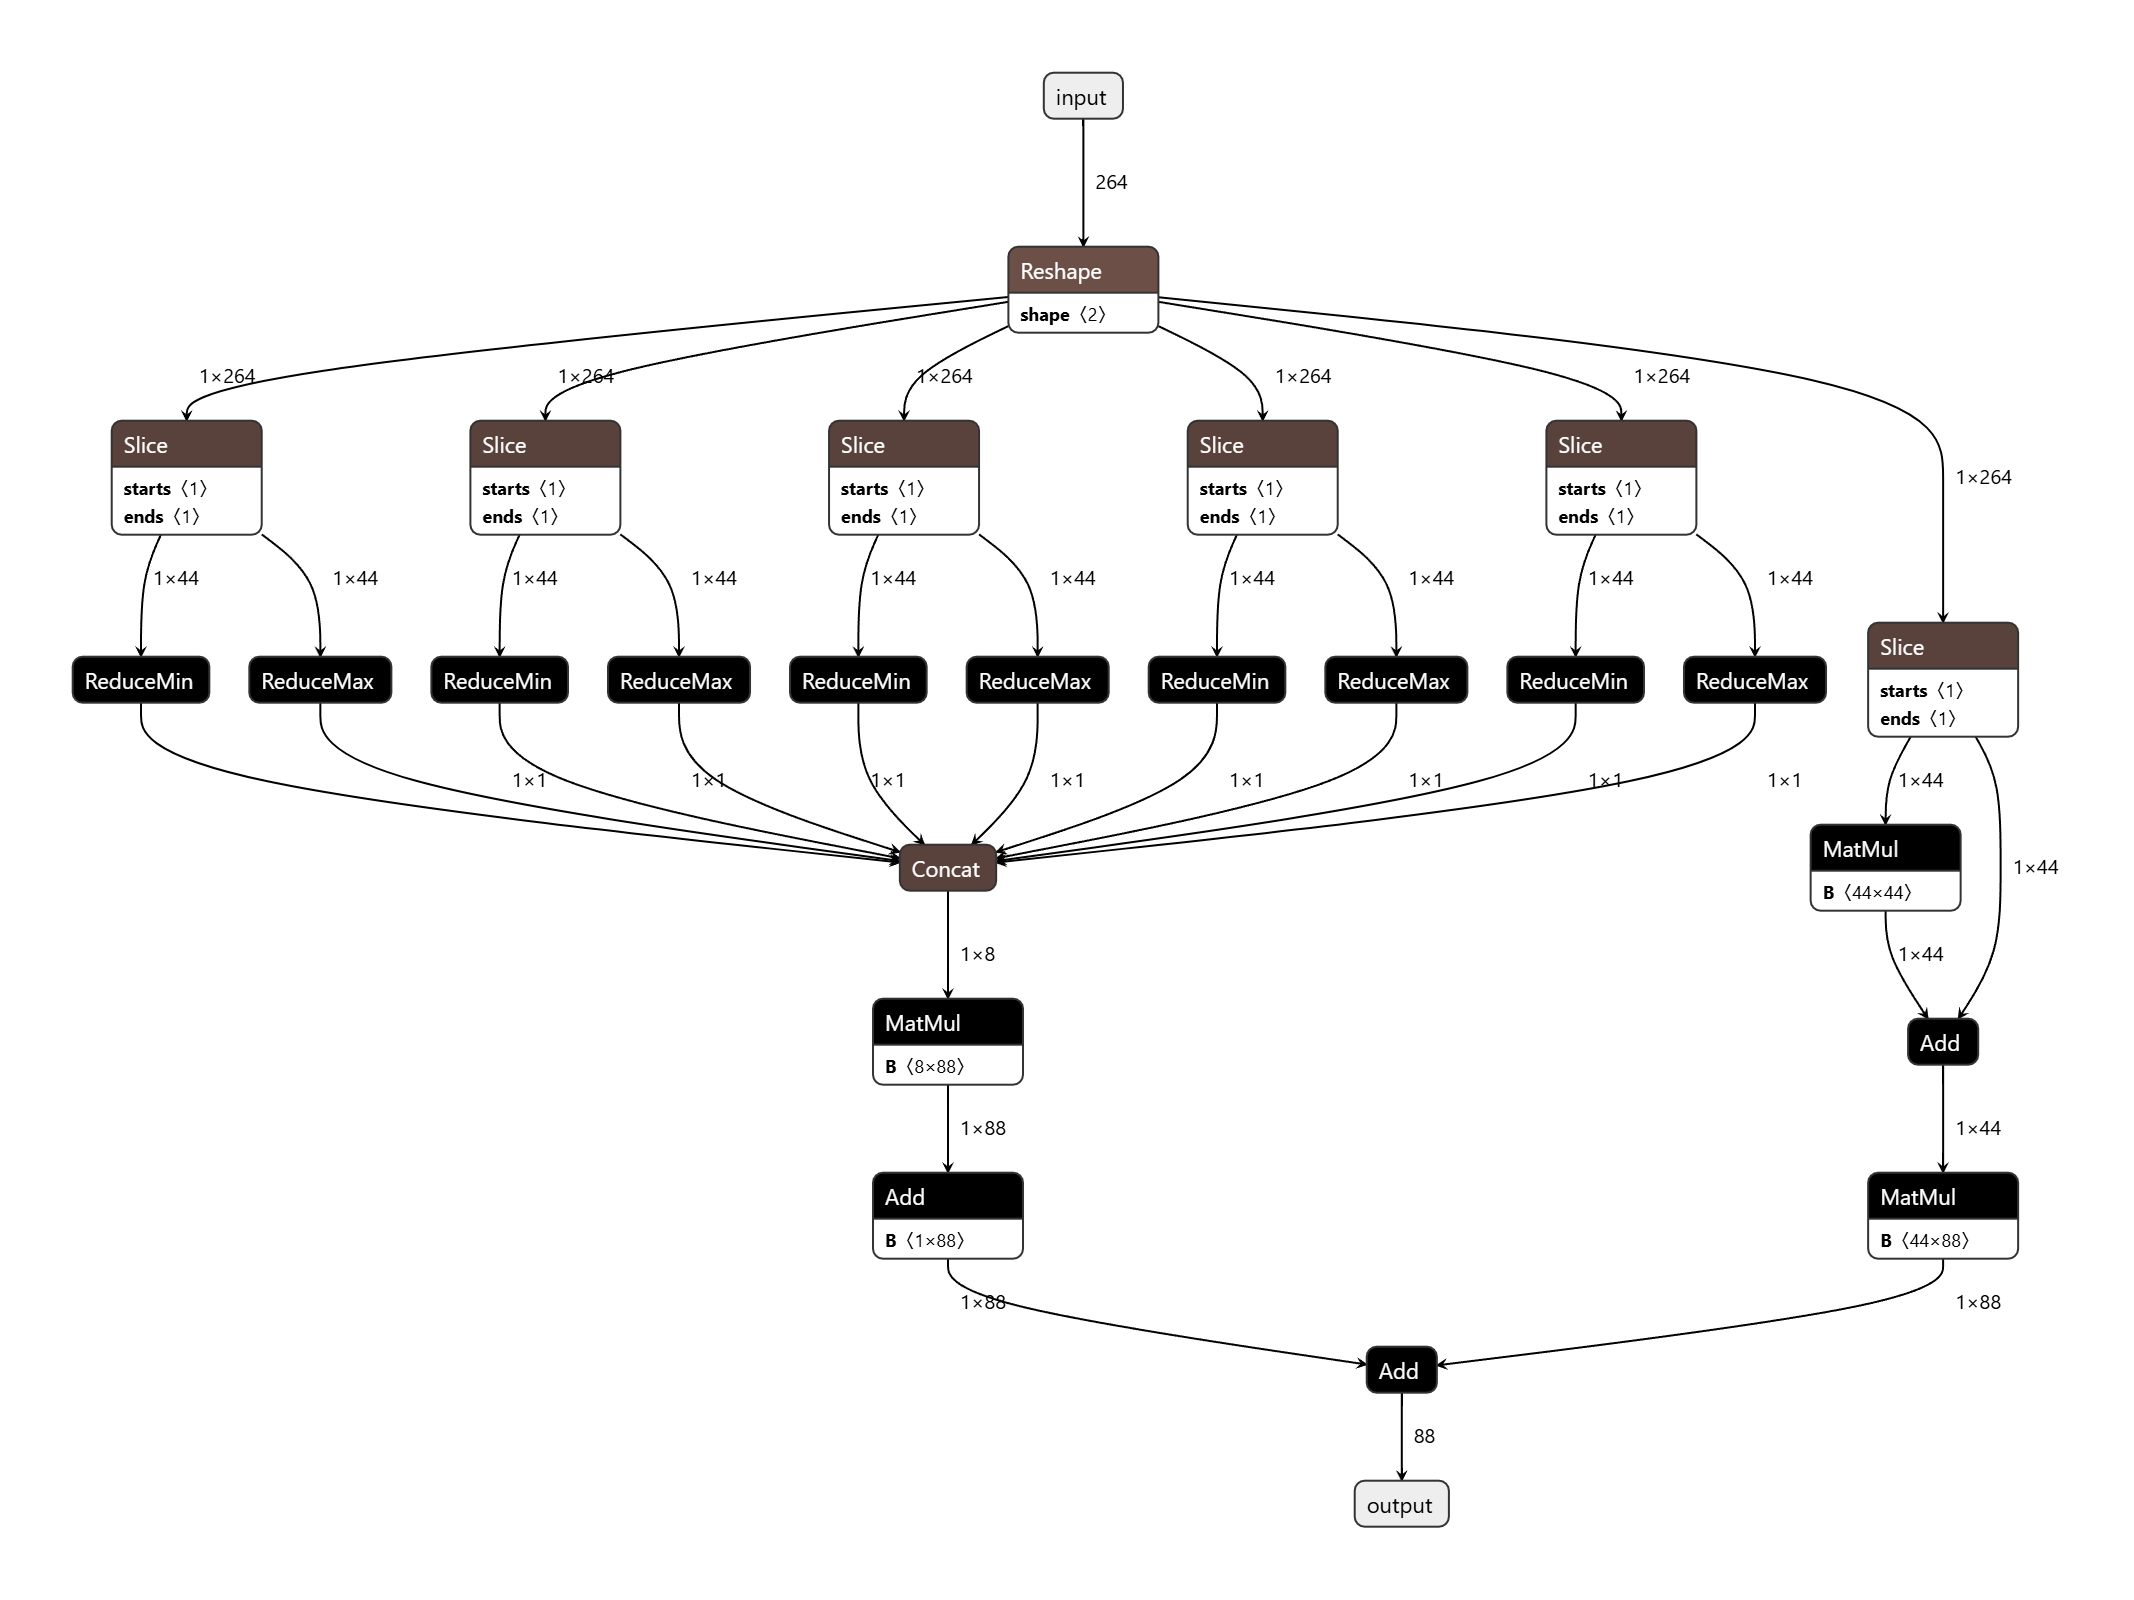 input
264
Reshape
shape 〈2〉
1×264 1×264 1×264 1×264 1×264
Slice Slice Slice Slice Slice
1×264
starts 〈1〉 starts 〈1〉 starts 〈1〉 starts 〈1〉 starts 〈1〉
ends 〈1〉 ends 〈1〉 ends 〈1〉 ends 〈1〉 ends 〈1〉
1×44 1×44 1×44 1×44 1×44 1×44 1×44 1×44 1×44 1×44
Slice
ReduceMin ReduceMax ReduceMin ReduceMax ReduceMin ReduceMax ReduceMin ReduceMax ReduceMin ReduceMax
starts 〈1〉
ends 〈1〉
1×1 1×1 1×1 1×1 1×1 1×1 1×1 1×1 1×44
MatMul
Concat 1×44
B 〈44×44〉
1×8 1×44
MatMul
Add
B 〈8×88〉
1×88 1×44
Add MatMul
B 〈1×88〉 B 〈44×88〉
1×88 1×88
Add
88
output